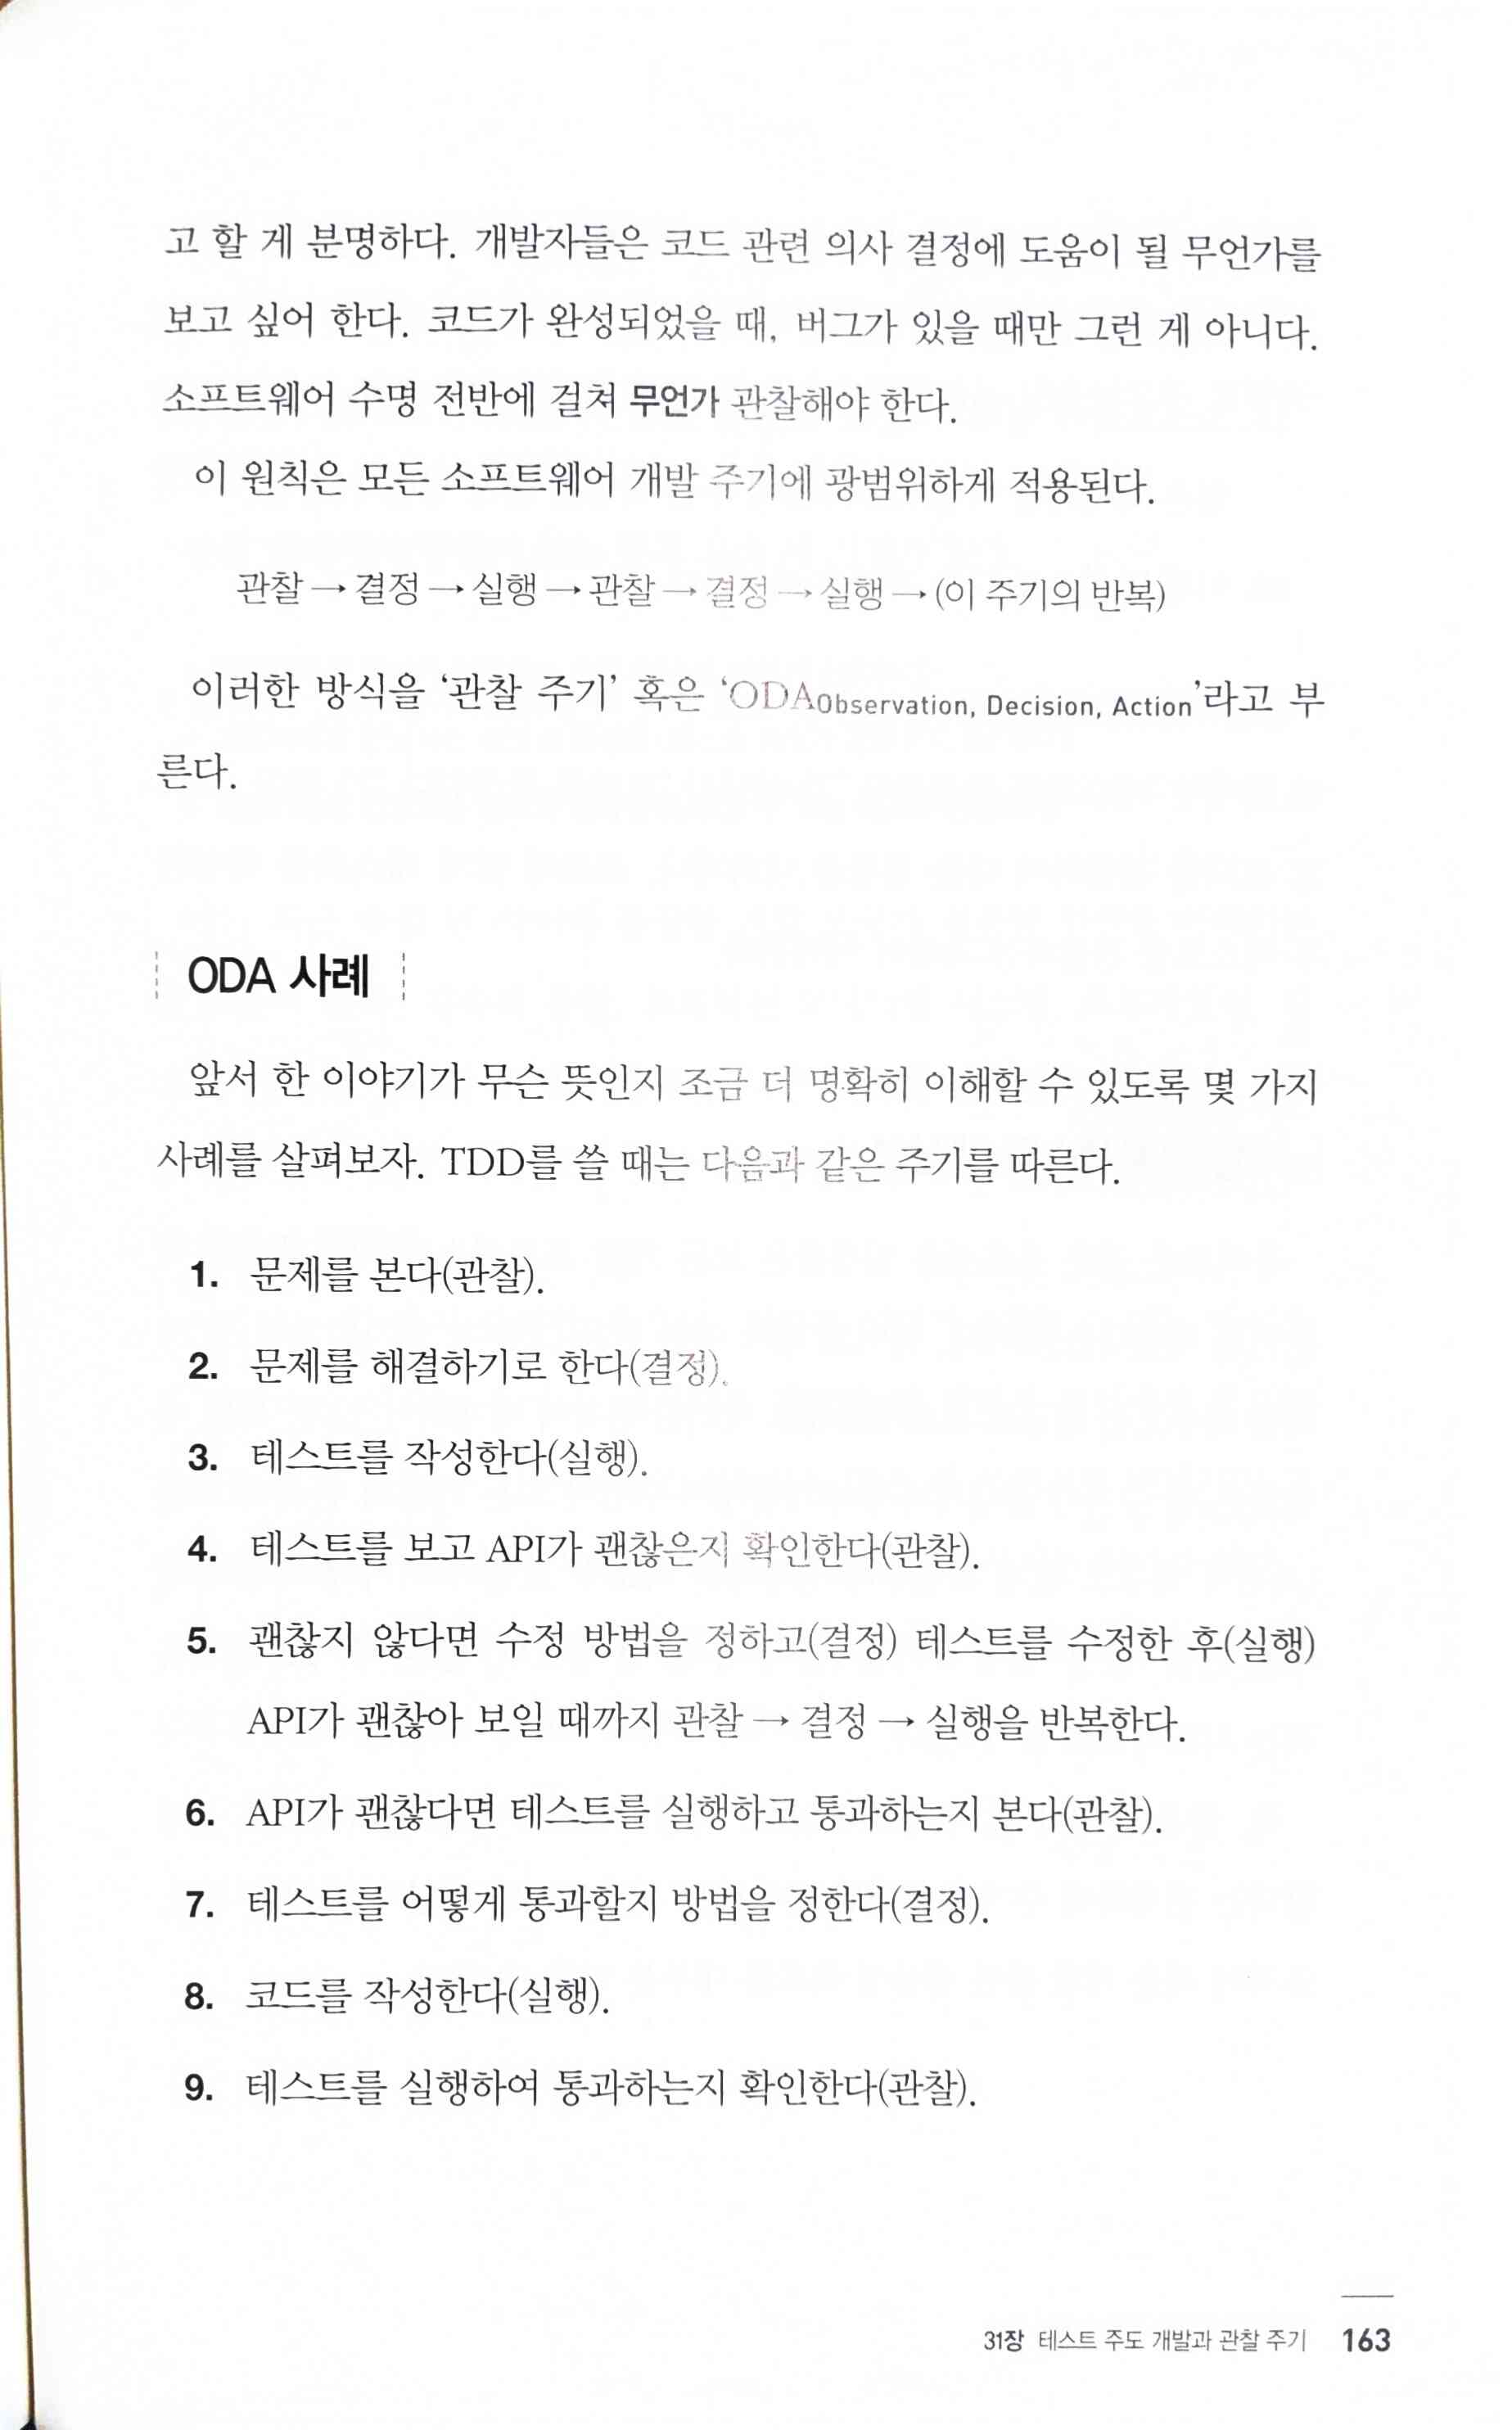 고 할 게 분명하다. 개발자들은 코드 관련 의사 결정에 도움이 될 무언가를
보고 싶어 한다. 코드가 완성되었을 때, 버그가 있을 때만 그런 게 아니다.
소프트웨어 수명 전반에 걸쳐 무언가 관찰해야 한다.
이 원칙은 모든 소프트웨어 개발 주기에 광범위하게 적용된다.
관찰 → 결정 → 실행 → 관찰 → 결정 → 실행 → (이 주기의 반복)
이러한 방식을 ‘관찰 주기’ 혹은 ‘ODAObservation, Decision, Action’라고 부
른다.
ODA 사례
앞서 한 이야기가 무슨 뜻인지 조금 더 명확히 이해할 수 있도록 몇 가지
사례를 살펴보자. TDD를 쓸 때는 다음과 같은 주기를 따른다.
1. 문제를 본다(관찰).
2. 문제를 해결하기로 한다(결정).
3. 테스트를 작성한다(실행).
4. 테스트를 보고 API가 괜찮은지 확인한다(관찰).
5. 괜찮지 않다면 수정 방법을 정하고(결정) 테스트를 수정한 후(실행)
API가 괜찮아 보일 때까지 관찰 → 결정 → 실행을 반복한다.
6. API가 괜찮다면 테스트를 실행하고 통과하는지 본다(관찰).
7. 테스트를 어떻게 통과할지 방법을 정한다(결정).
8. 코드를 작성한다(실행).
9. 테스트를 실행하여 통과하는지 확인한다(관찰).
31장 테스트 주도 개발과 관찰 주기 163